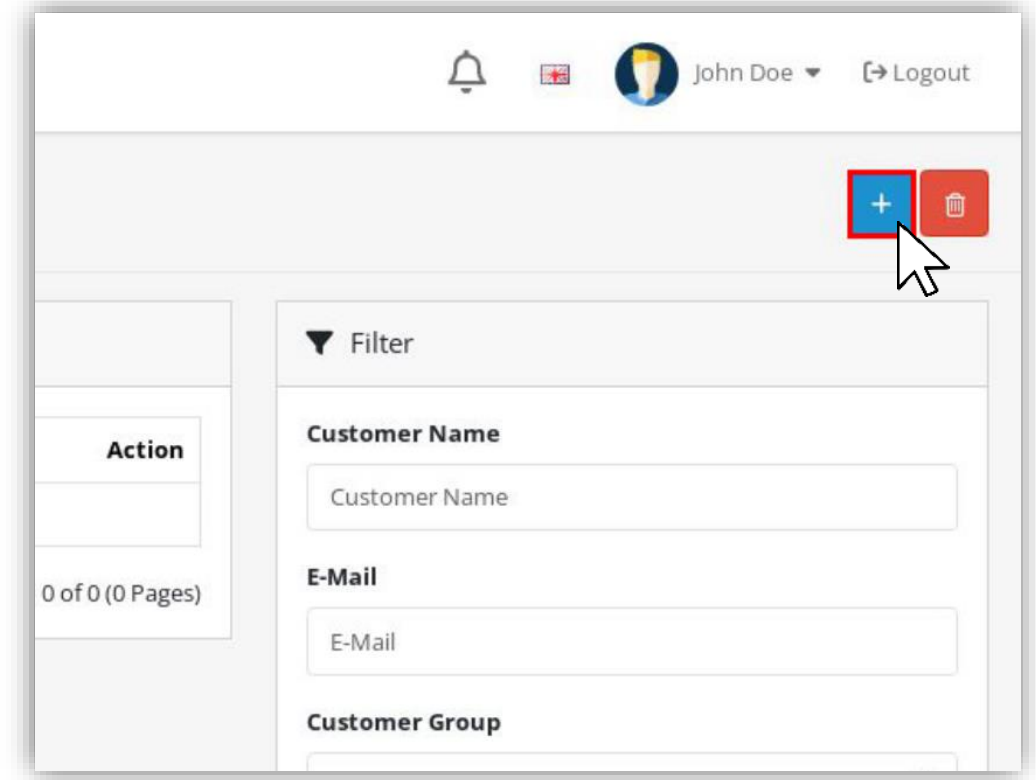 John Doe Logout
+
Filter
Action
Customer Name
Customer Name
0 of 0 (0 Pages)
E-Mail
E-Mail
Customer Group